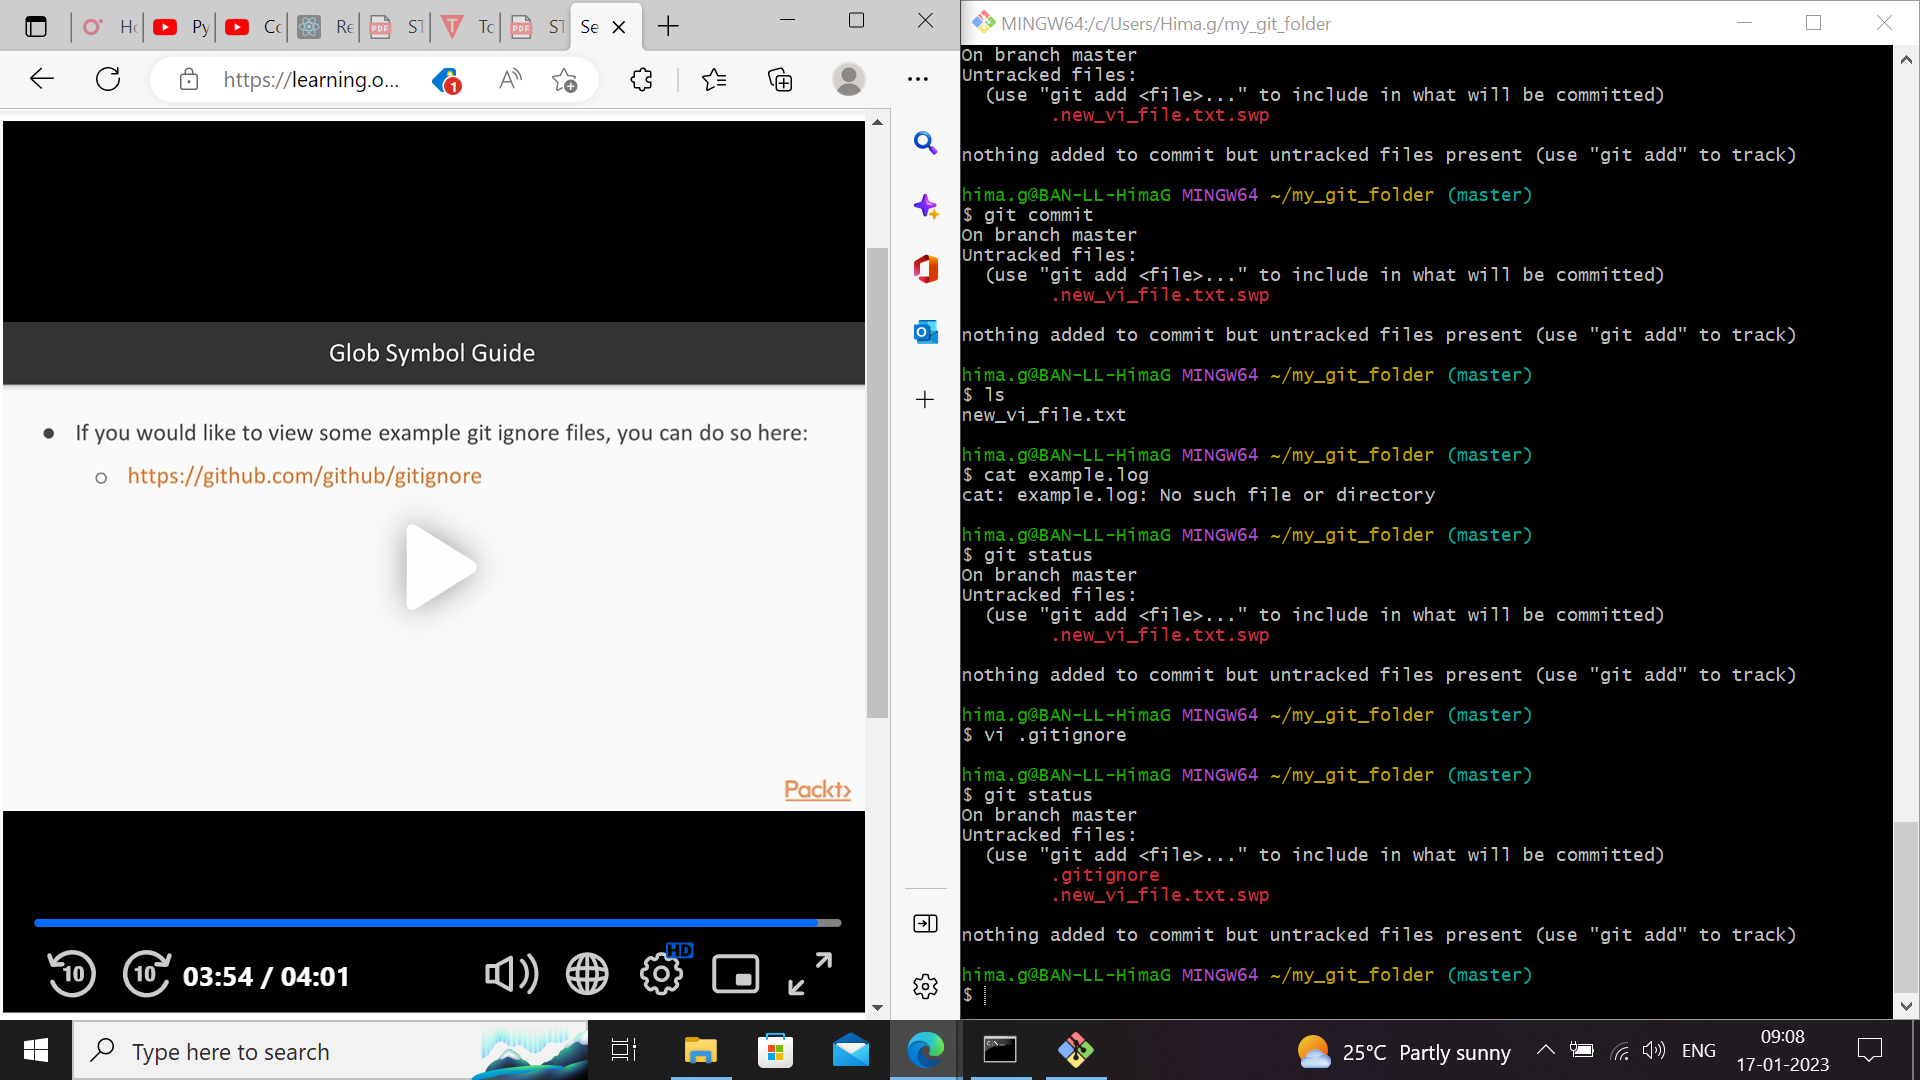 Ho
Py
Co
Re
ST
To
ST
Se
https://learning.o...
1
Glob Symbol Guide
● If you would like to view some example git ignore files, you can do so here:
○ https://github.com/github/gitignore
Packt>
10
10
03:54 / 04:01
HD
MINGW64:/c/Users/Hima.g/my_git_folder
On branch master
Untracked files:
  (use "git add <file>..." to include in what will be committed)
        .new_vi_file.txt.swp
nothing added to commit but untracked files present (use "git add" to track)
hima.g@BAN-LL-HimaG MINGW64 ~/my_git_folder (master)
$ git commit
On branch master
Untracked files:
  (use "git add <file>..." to include in what will be committed)
        .new_vi_file.txt.swp
nothing added to commit but untracked files present (use "git add" to track)
hima.g@BAN-LL-HimaG MINGW64 ~/my_git_folder (master)
$ ls
new_vi_file.txt
hima.g@BAN-LL-HimaG MINGW64 ~/my_git_folder (master)
$ cat example.log
cat: example.log: No such file or directory
hima.g@BAN-LL-HimaG MINGW64 ~/my_git_folder (master)
$ git status
On branch master
Untracked files:
  (use "git add <file>..." to include in what will be committed)
        .new_vi_file.txt.swp
nothing added to commit but untracked files present (use "git add" to track)
hima.g@BAN-LL-HimaG MINGW64 ~/my_git_folder (master)
$ vi .gitignore
hima.g@BAN-LL-HimaG MINGW64 ~/my_git_folder (master)
$ git status
On branch master
Untracked files:
  (use "git add <file>..." to include in what will be committed)
        .gitignore
        .new_vi_file.txt.swp
nothing added to commit but untracked files present (use "git add" to track)
hima.g@BAN-LL-HimaG MINGW64 ~/my_git_folder (master)
$
Type here to search
25°C Partly sunny
ENG
09:08
17-01-2023